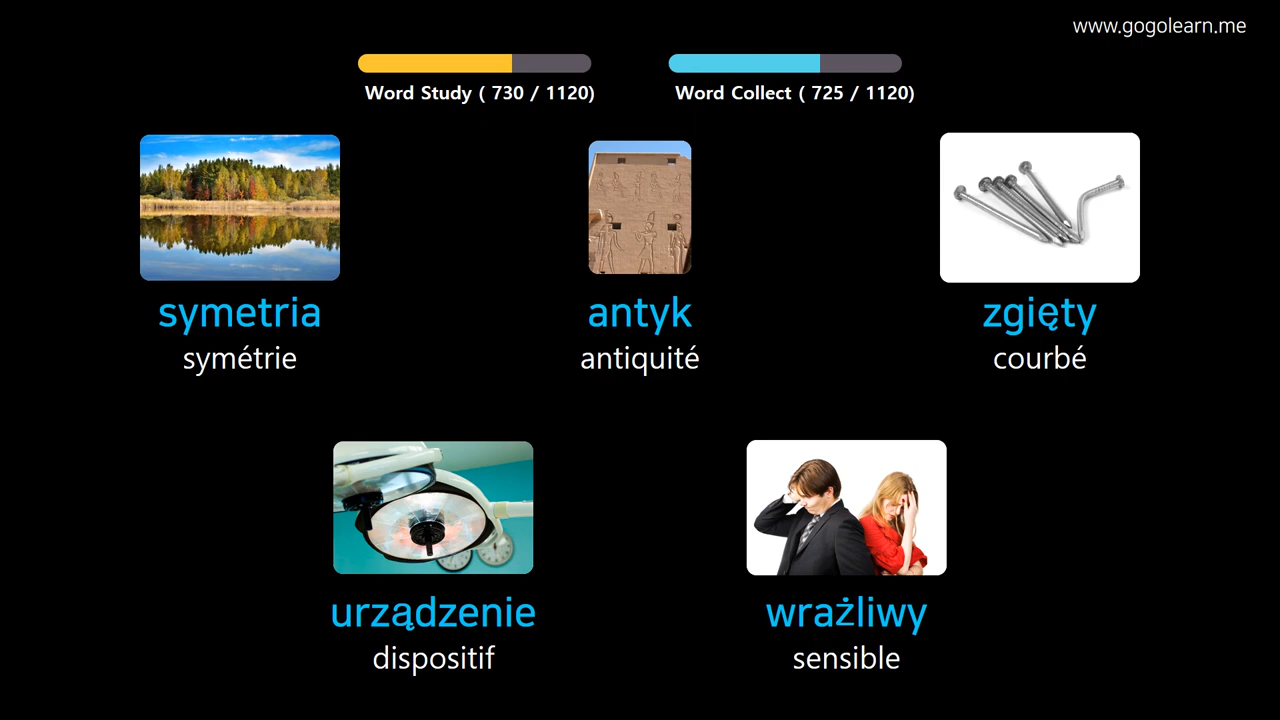 www.gogolearn.me
Word Study ( 730 / 1120)
Word Collect ( 725 / 1120)
symetria
symétrie
antyk
antiquité
zgięty
courbé
urządzenie
dispositif
wrażliwy
sensible